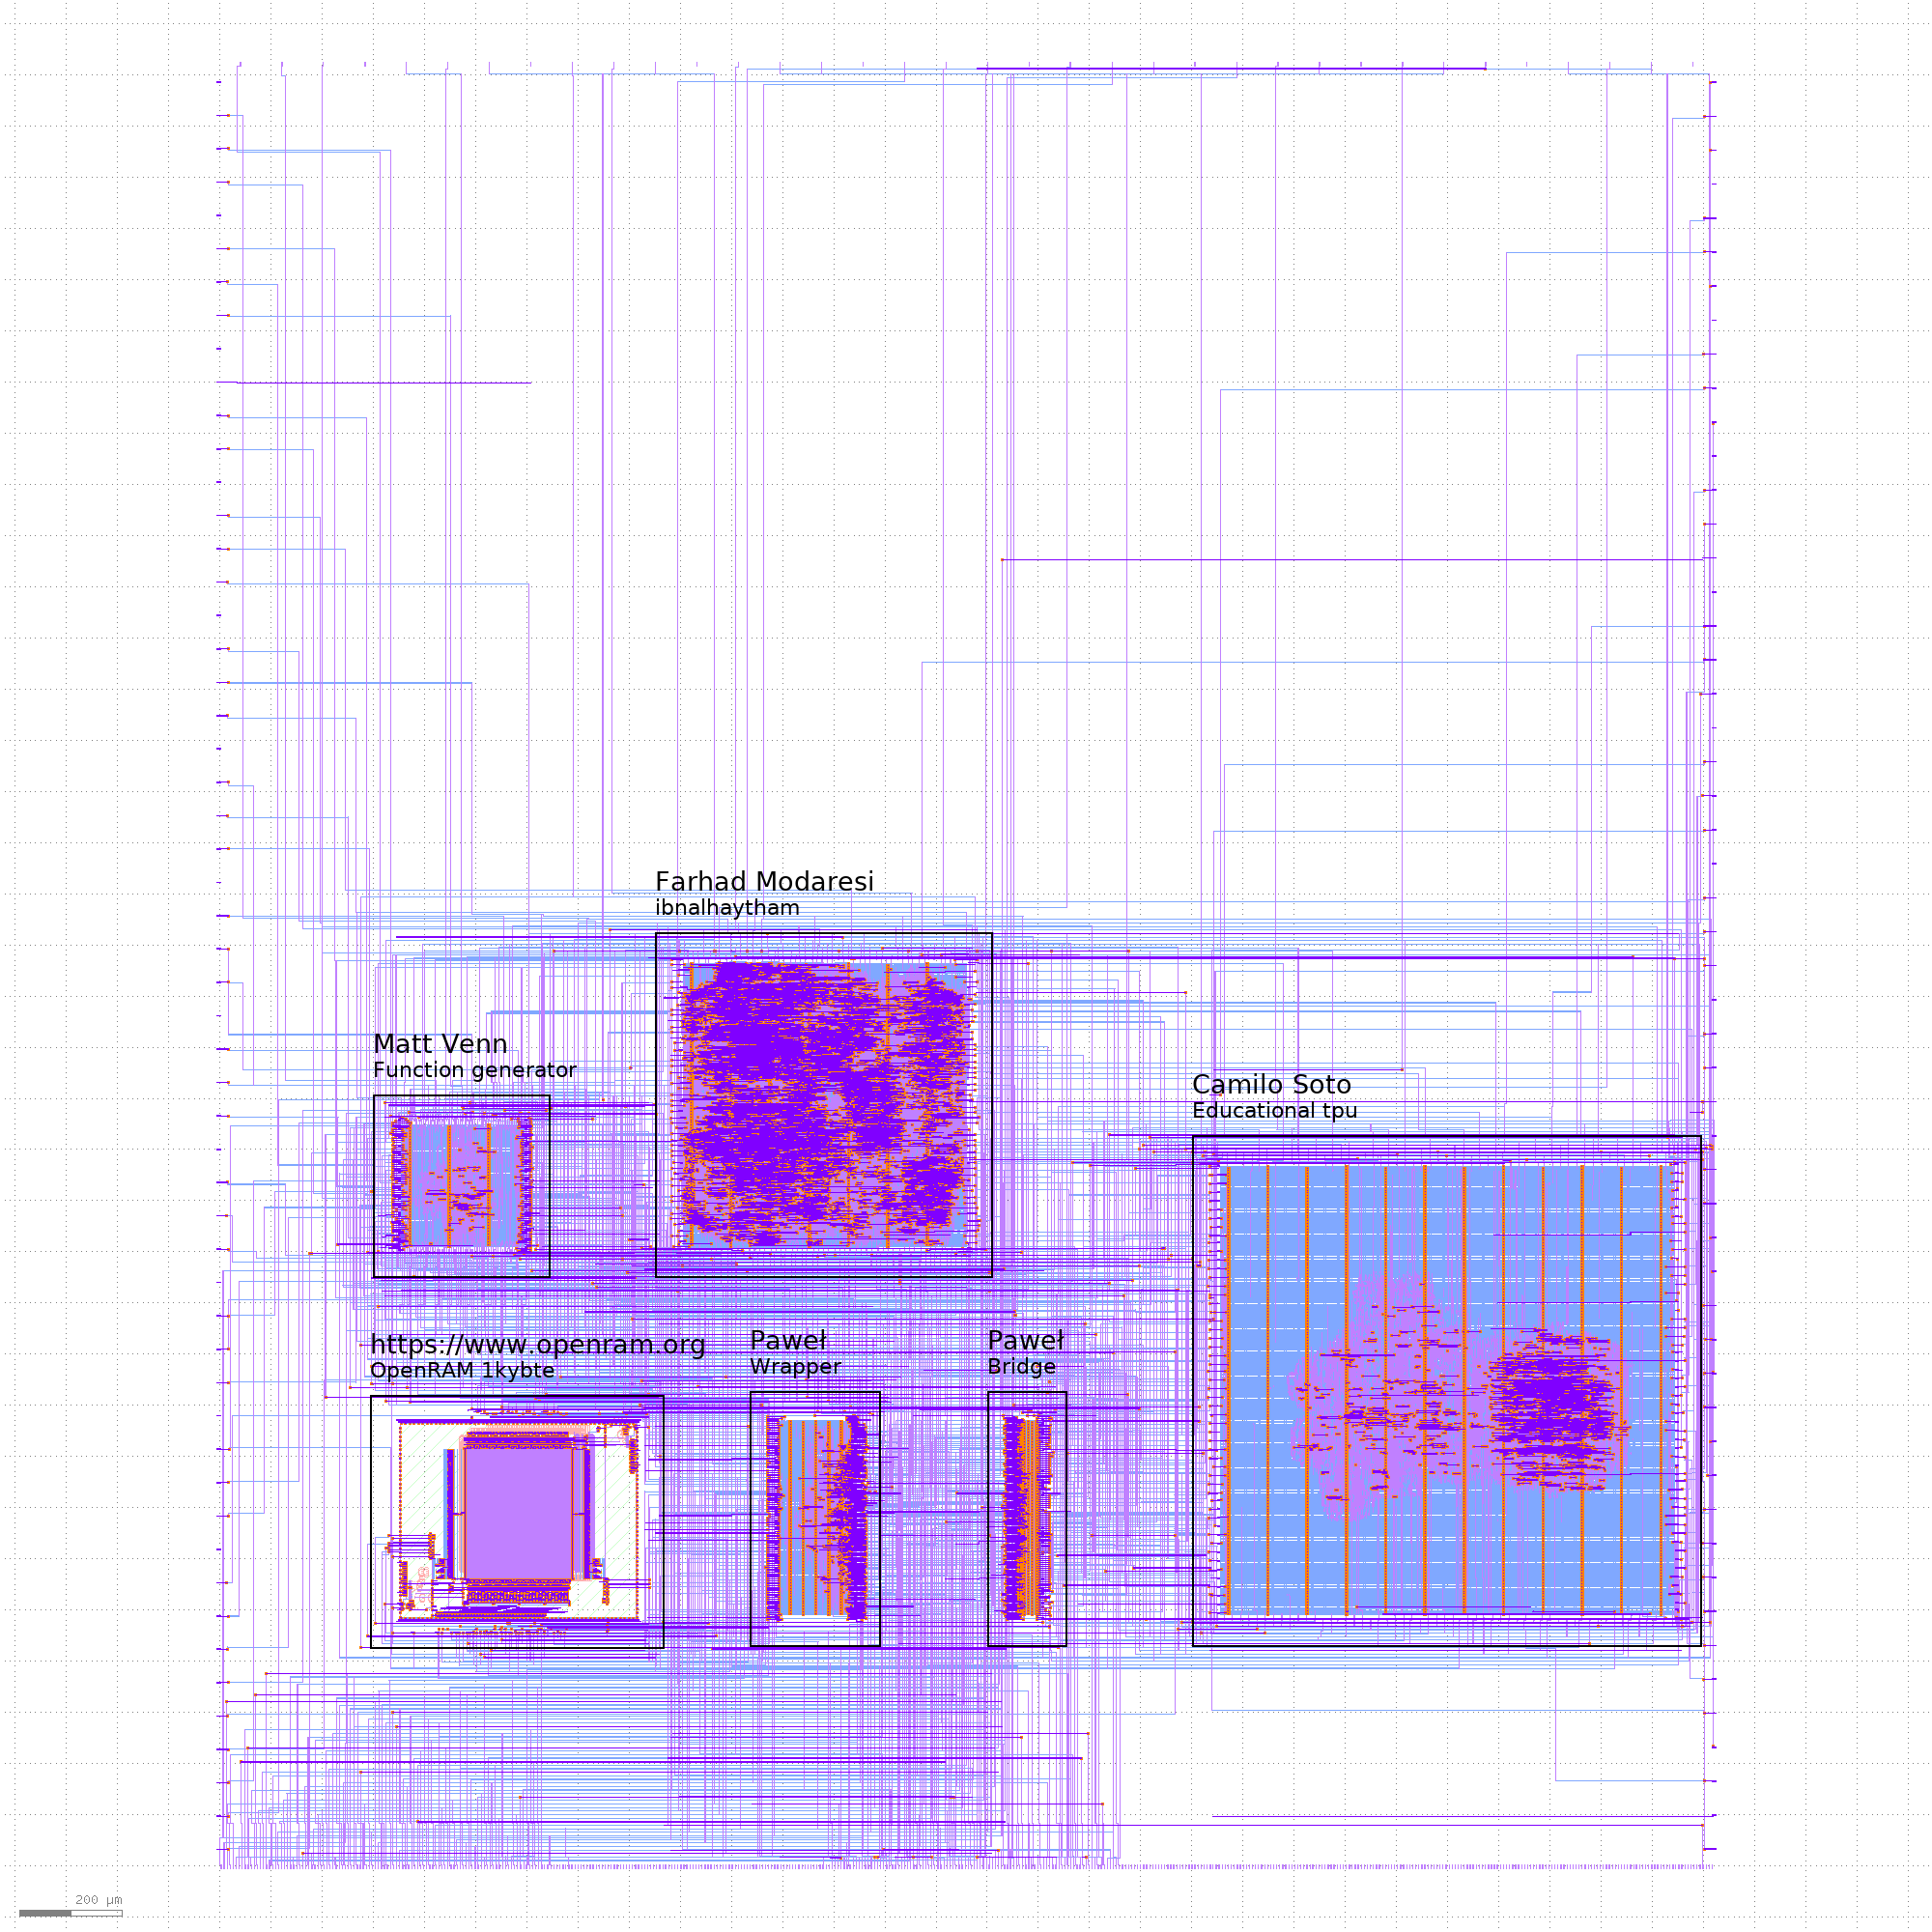 Farhad Modaresi
ibnalhaytham
Matt Venn
Function generator
Camilo Soto
Educational tpu
https://www.openram.org
OpenRAM 1kybte
Paweł
Wrapper
Paweł
Bridge
200 µm